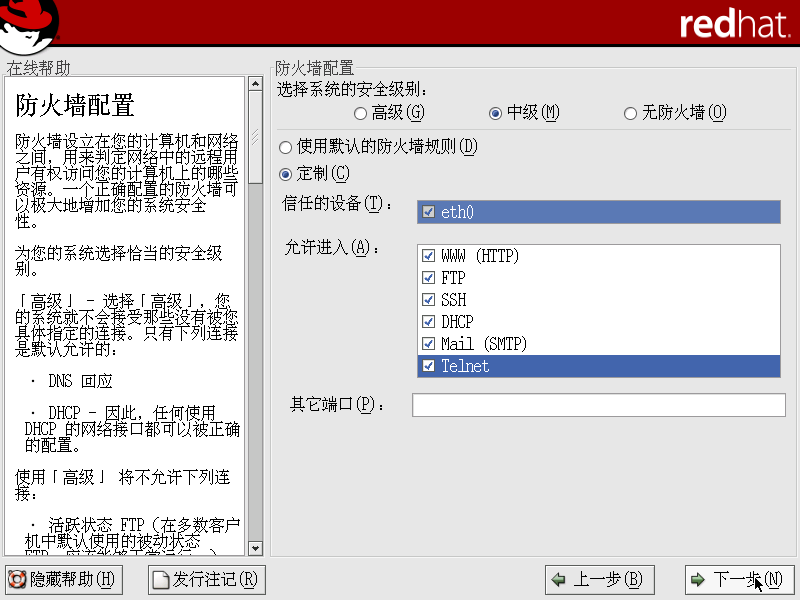 redhat.
在线帮助
防火墙配置
防火墙设立在您的计算机和网络
之间，用来判定网络中的远程用
户有权访问您的计算机上的哪些
资源。一个正确配置的防火墙可
以极大地增加您的系统安全
性。
为您的系统选择恰当的安全级
别。
「高级」 - 选择「高级」，您
的系统就不会接受那些没有被您
具体指定的连接。只有下列连接
是默认允许的：
· DNS 回应
· DHCP - 因此，任何使用
DHCP 的网络接口都可以被正确
的配置。
使用「高级」 将不允许下列连
接：
· 活跃状态 FTP（在多数客户
机中默认使用的被动状态
防火墙配置
选择系统的安全级别：
高级(G) 中级(M) 无防火墙(O)
使用默认的防火墙规则(D)
定制(C)
信任的设备(T)：
eth0
允许进入(A)：
WWW (HTTP)
FTP
SSH
DHCP
Mail (SMTP)
Telnet
其它端口(P)：
隐藏帮助(H) 发行注记(R) 上一步(B) 下一步(N)